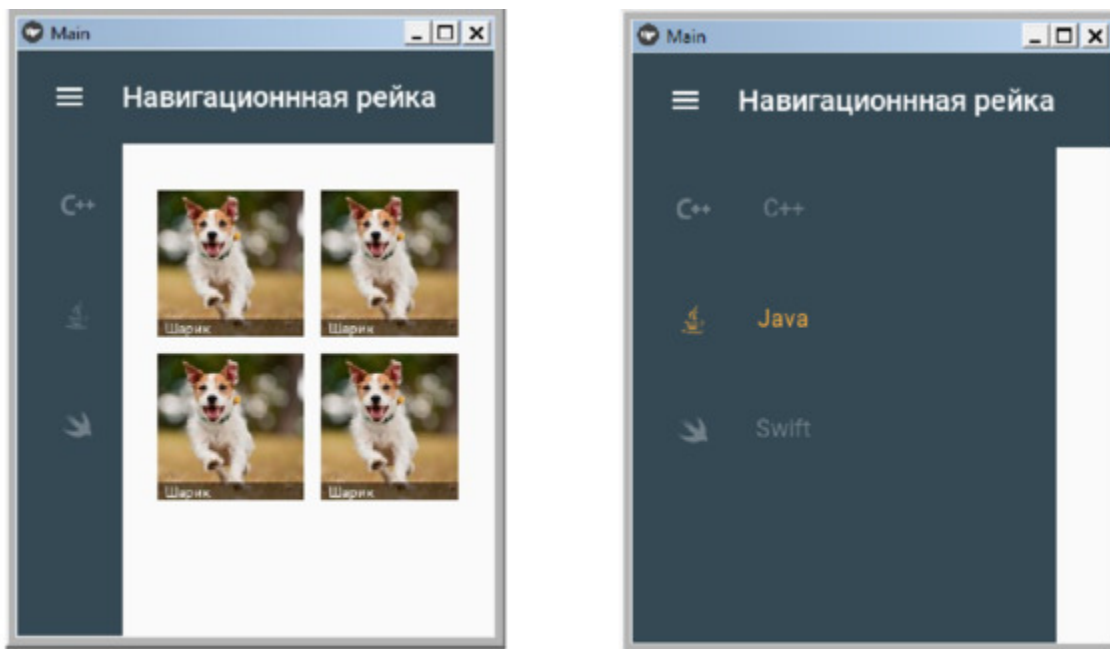 Main
Навигационнная рейка
C++
Шарик Шарик
Шарик Шарик
Main
Навигационнная рейка
C++ C++
Java
Swift